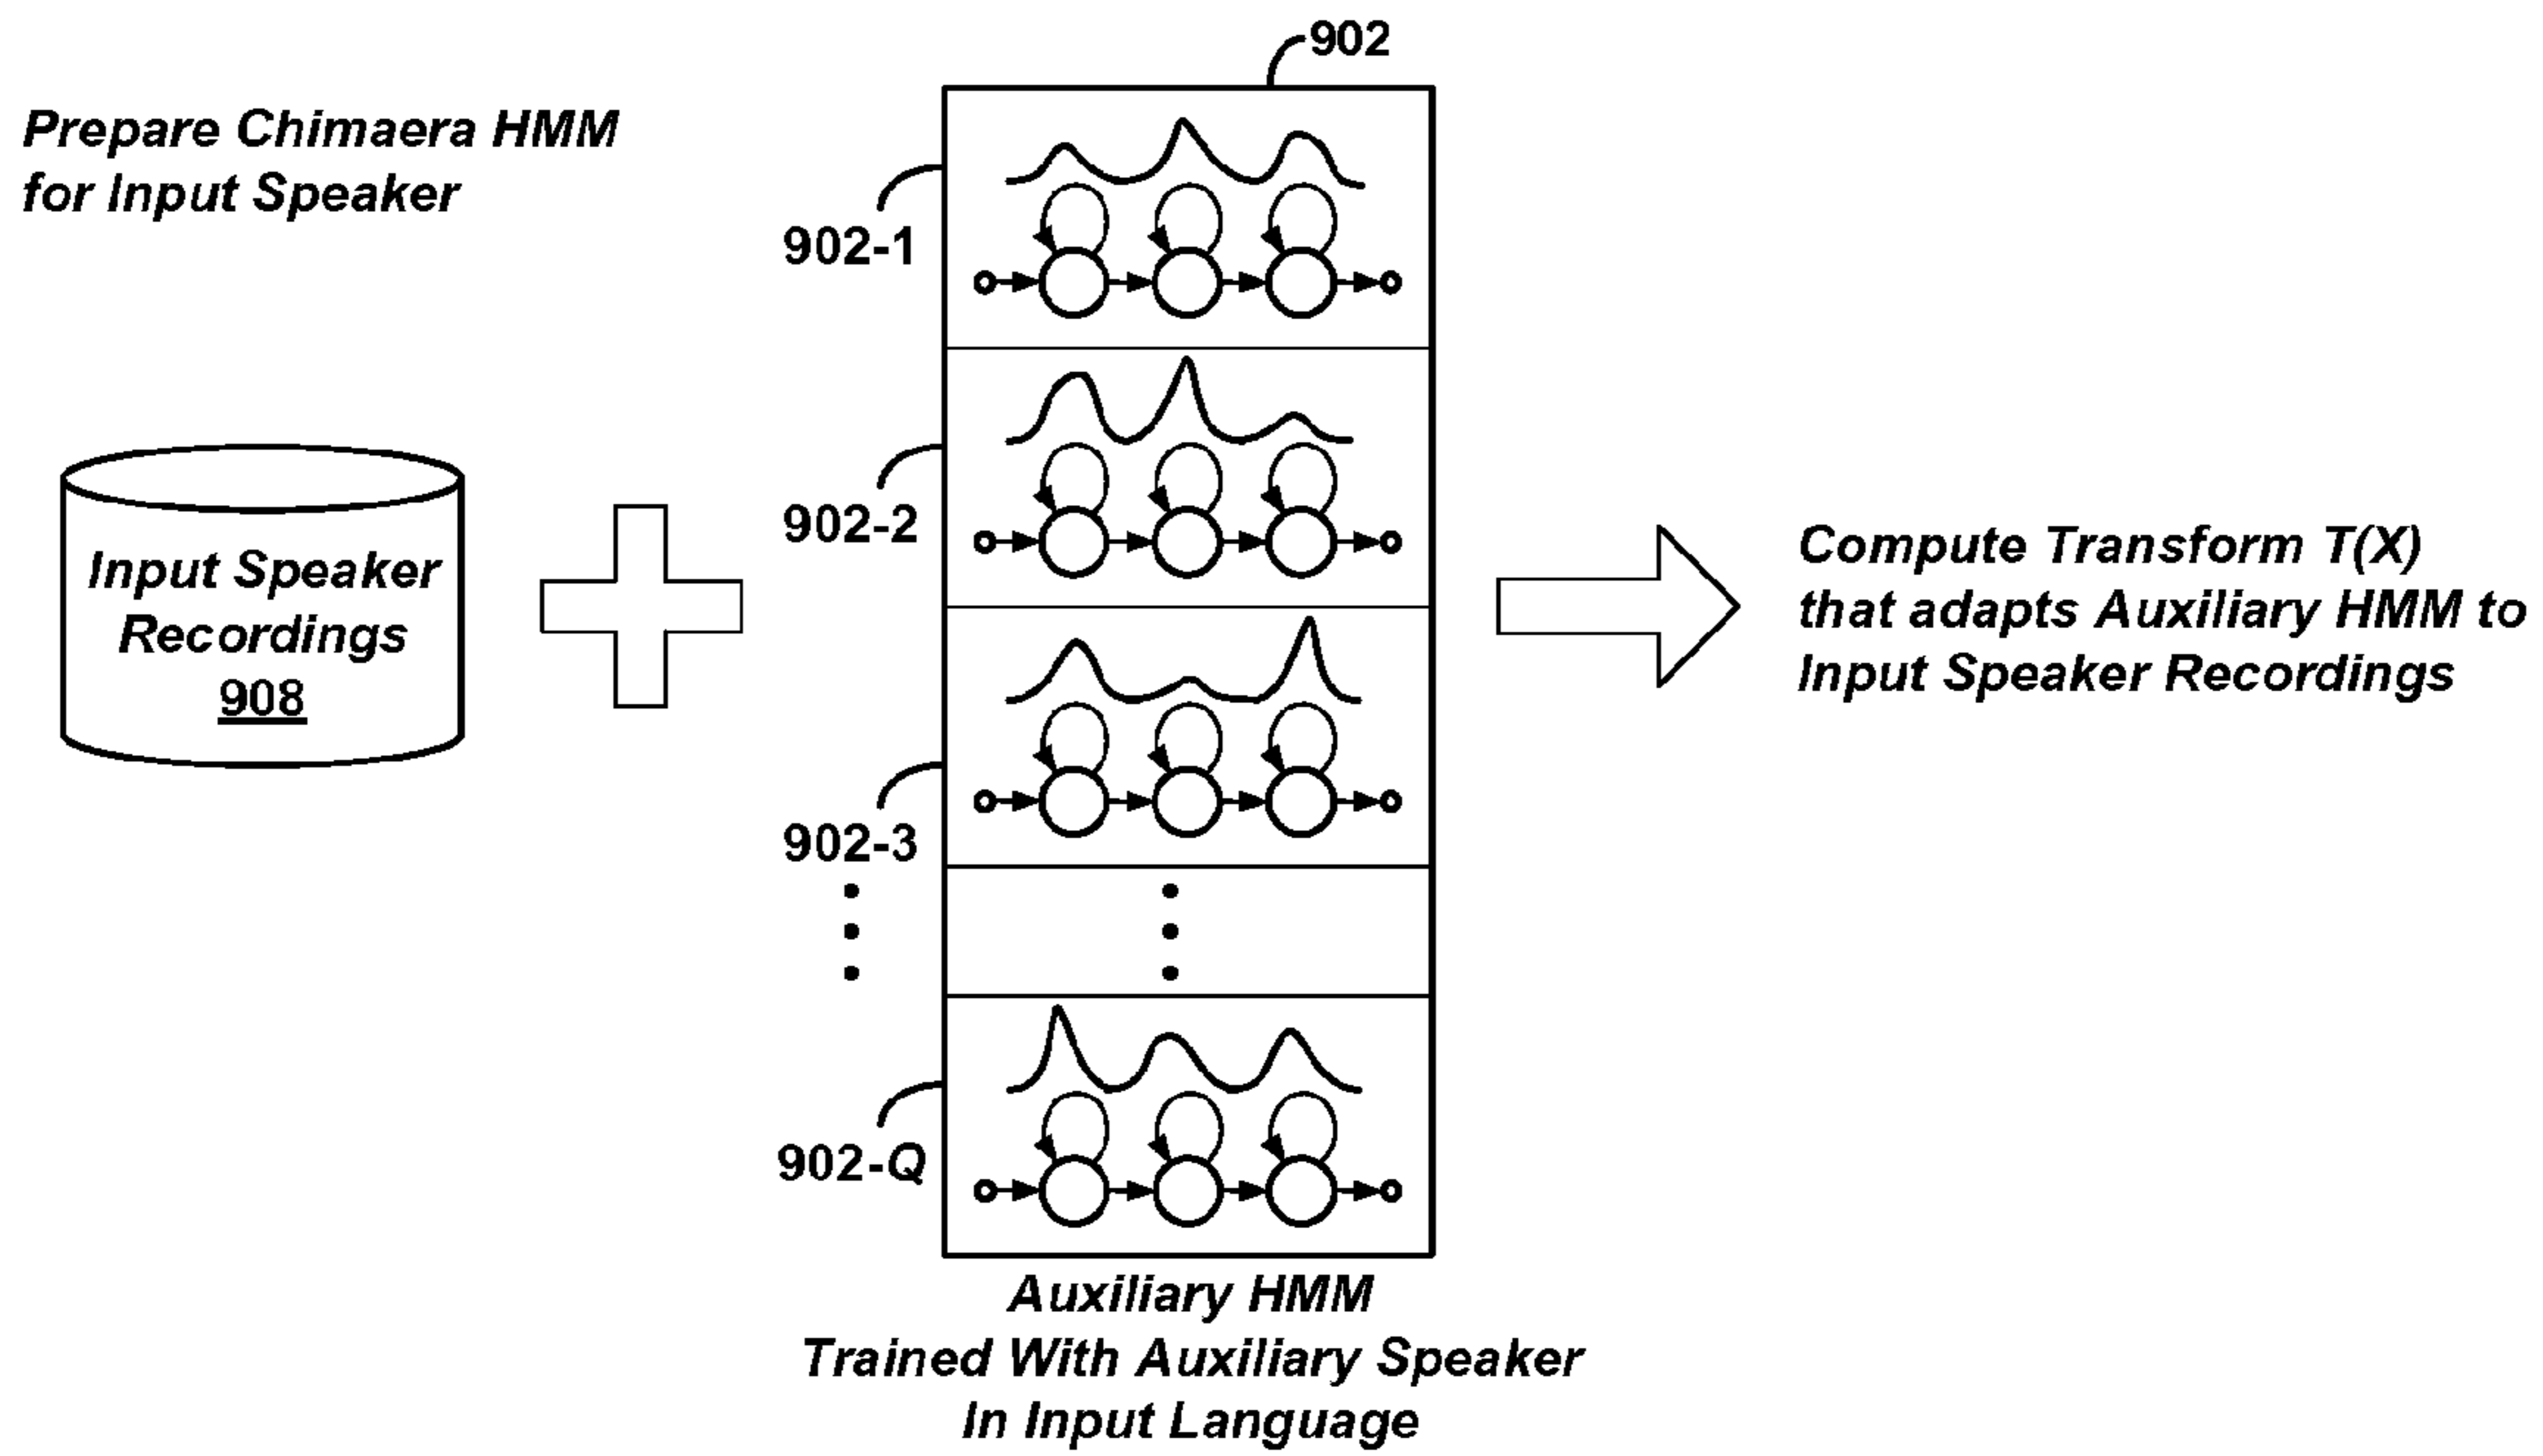 902
Prepare Chimaera HMM
for Input Speaker
902-1
902-2
Input Speaker
Recordings
908
Compute Transform T(X)
that adapts Auxiliary HMM to
Input Speaker Recordings
902-3
902-Q
Auxiliary HMM
Trained With Auxiliary Speaker
In Input Language